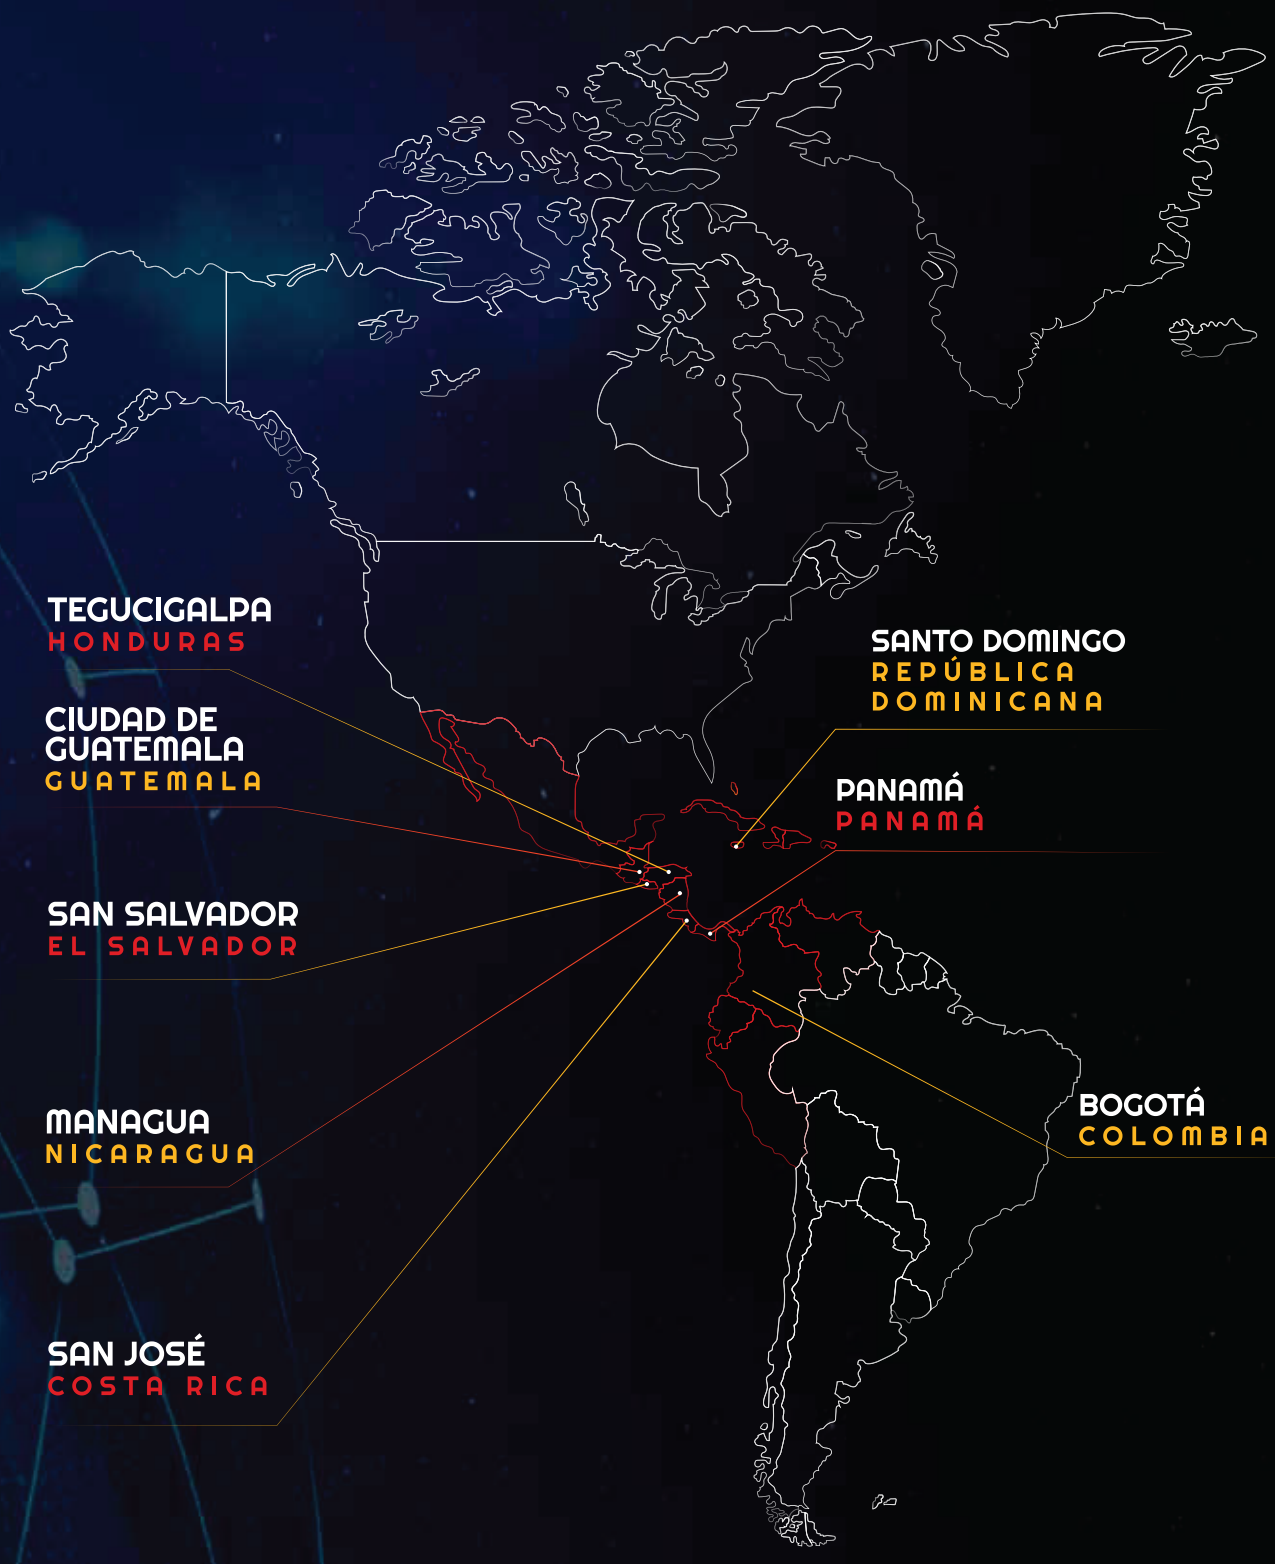 TEGUCIGALPA
HONDURAS
CIUDAD DE
GUATEMALA
GUATEMALA
SAN SALVADOR
EL SALVADOR
MANAGUA
NICARAGUA
SAN JOSÉ
COSTA RICA
SANTO DOMINGO
REPÚBLICA
DOMINICANA
PANAMÁ
PANAMÁ
BOGOTÁ
COLOMBIA